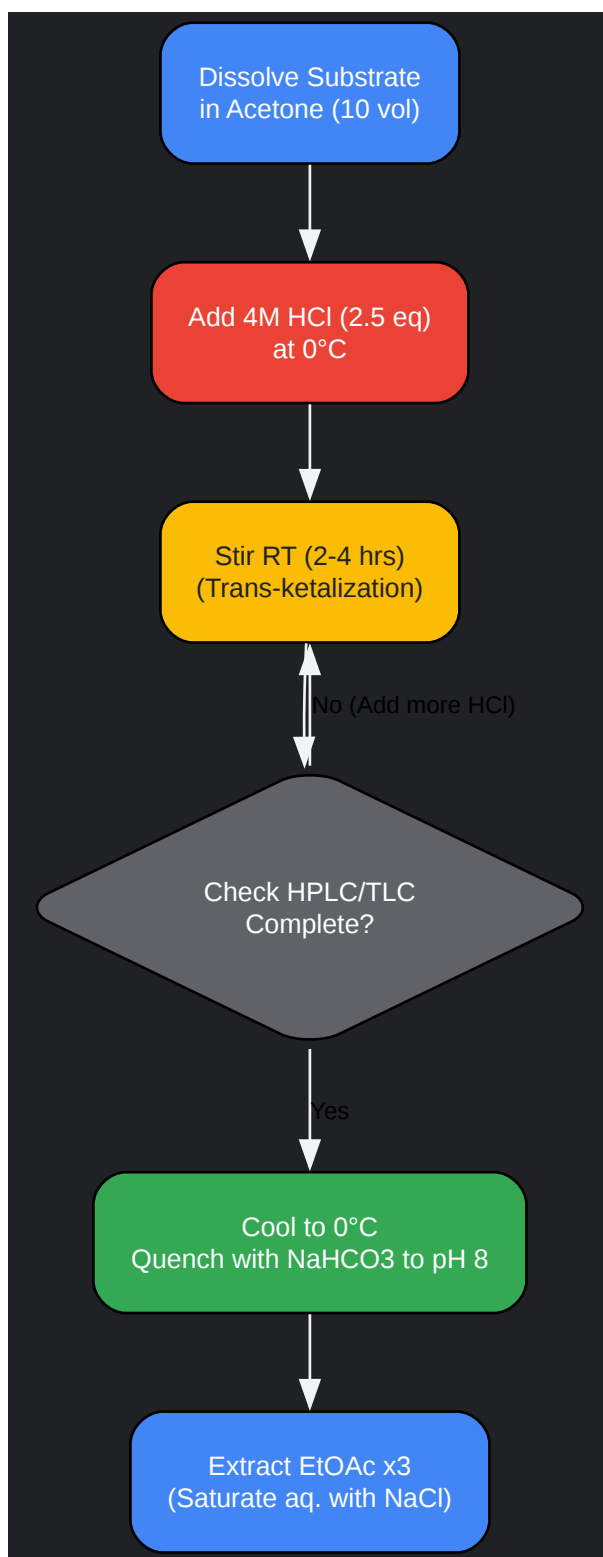 Dissolve Substrate
in Acetone (10 vol)
Add 4M HCl (2.5 eq)
at 0°C
Stir RT (2-4 hrs)
(Trans-ketalization)
No (Add more HCl)
Check HPLC/TLC
Complete?
Yes
Cool to 0°C
Quench with NaHCO3 to pH 8
Extract EtOAc x3
(Saturate aq. with NaCl)